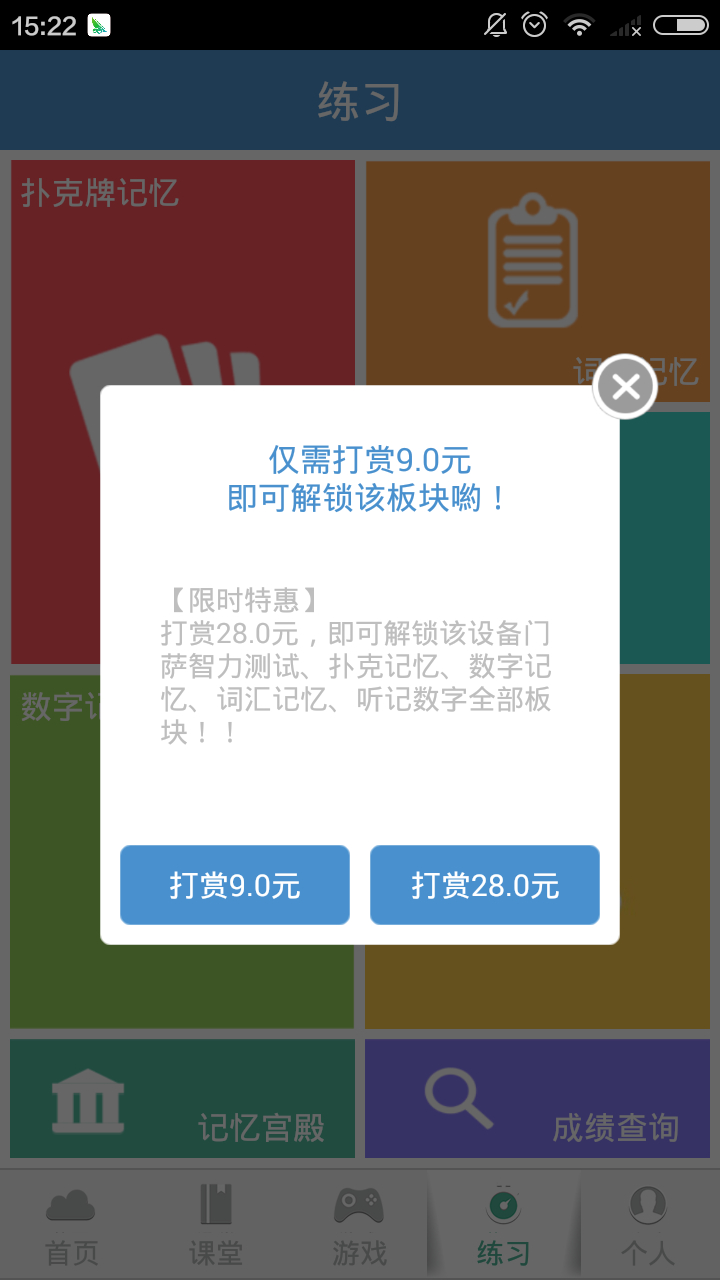 15:22
练习
扑克牌记忆
记忆
仅需打赏9.0元
即可解锁该板块喲！
【限时特惠】
打赏28.0元，即可解锁该设备门
萨智力测试、扑克记忆、数字记
忆、词汇记忆、听记数字全部板
块！！
数字记
打赏9.0元
打赏28.0元
记忆宫殿
成绩查询
首页
课堂
游戏
练习
个人